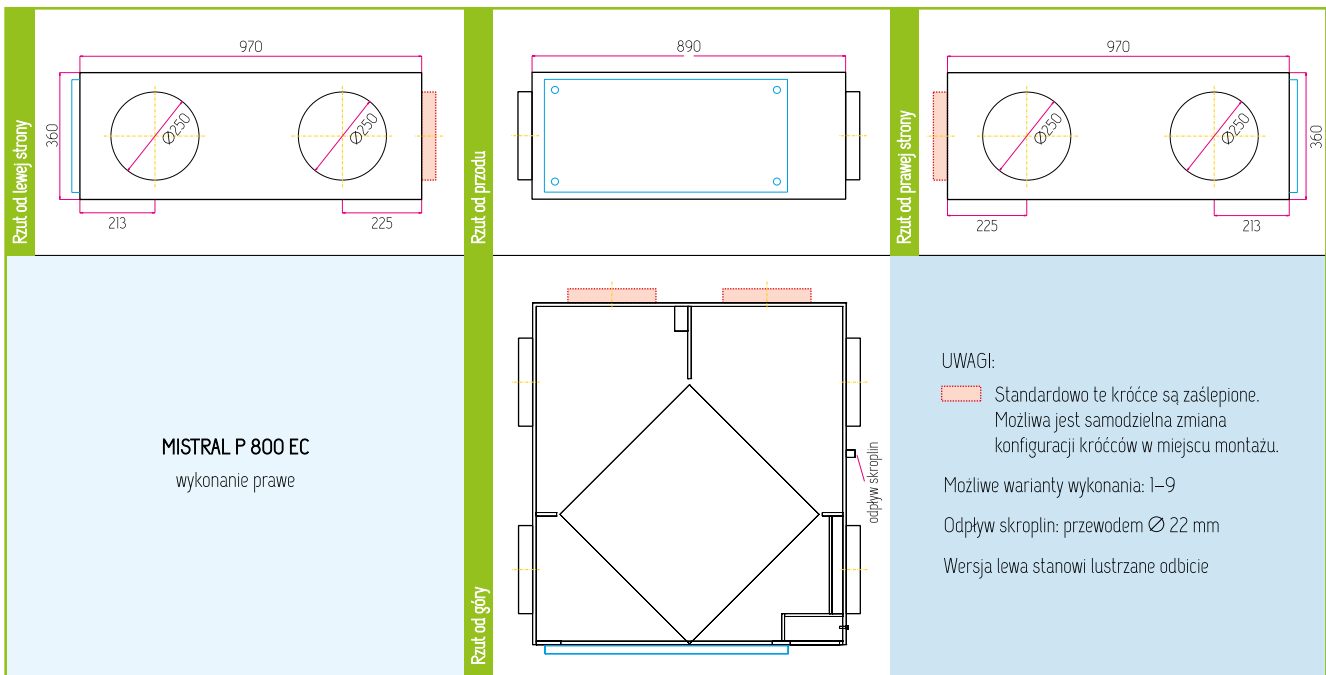 Rzut od lewej strony
970
360
Ø250
Ø250
213
225
Rzut od przodu
890
Rzut od prawej strony
970
Ø250
Ø250
360
225
213
MISTRAL P 800 EC
wykonanie prawe
Rzut od góry
odpływ skroplin
UWAGI:
Standardowo te króćce są zaślepione.
Możliwa jest samodzielna zmiana
konfiguracji króćców w miejscu montażu.
Możliwe warianty wykonania: 1–9
Odpływ skroplin: przewodem Ø 22 mm
Wersja lewa stanowi lustrzane odbicie